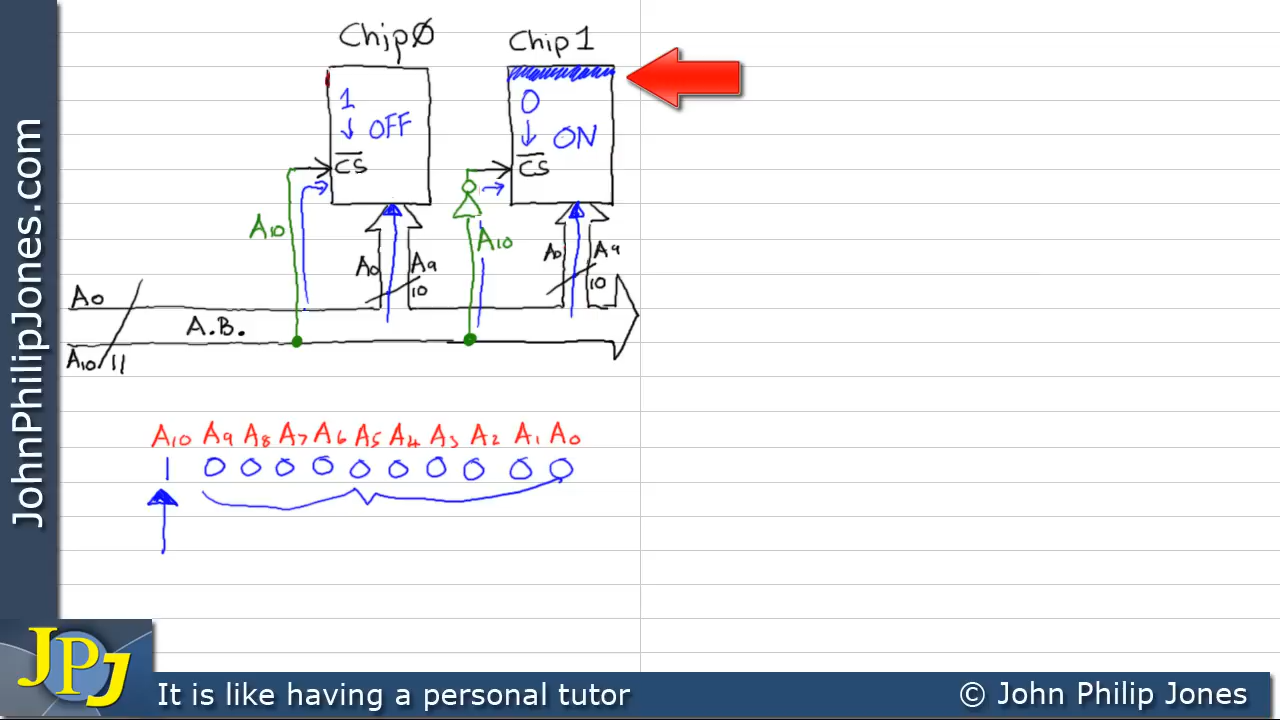 JohnPhilipJones.com
Chip0 Chip1
1 0
↓ OFF ↓ ON
CS CS
A10 A10
A0 A9 A0 A9
10 10
A0
A.B.
A10 / 11
A10 A9 A8 A7 A6 A5 A4 A3 A2 A1 A0
1 0 0 0 0 0 0 0 0 0 0
JPJ
It is like having a personal tutor
© John Philip Jones